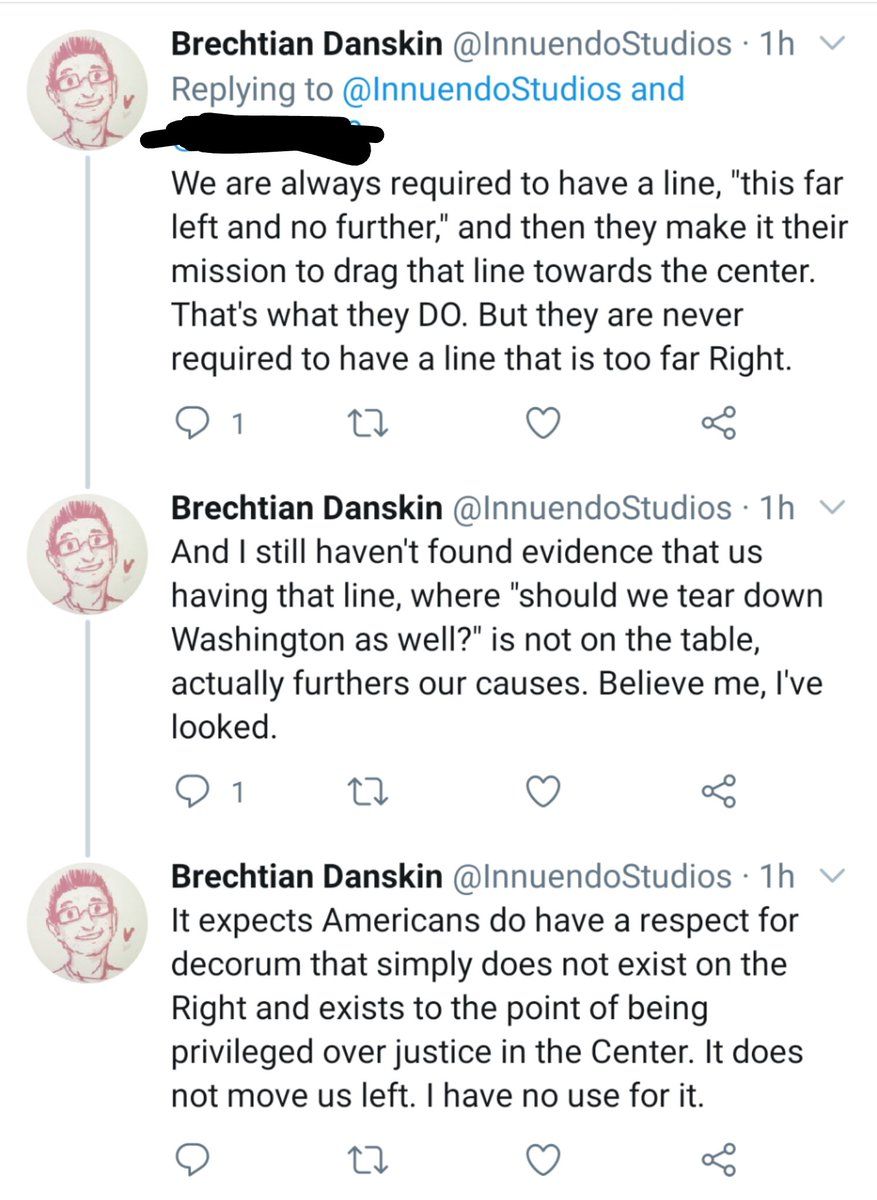 Brechtian Danskin @InnuendoStudios · 1h
Replying to @InnuendoStudios and
We are always required to have a line, "this far
left and no further," and then they make it their
mission to drag that line towards the center.
That's what they DO. But they are never
required to have a line that is too far Right.
1
Brechtian Danskin @InnuendoStudios · 1h
And I still haven't found evidence that us
having that line, where "should we tear down
Washington as well?" is not on the table,
actually furthers our causes. Believe me, I've
looked.
1
Brechtian Danskin @InnuendoStudios · 1h
It expects Americans do have a respect for
decorum that simply does not exist on the
Right and exists to the point of being
privileged over justice in the Center. It does
not move us left. I have no use for it.